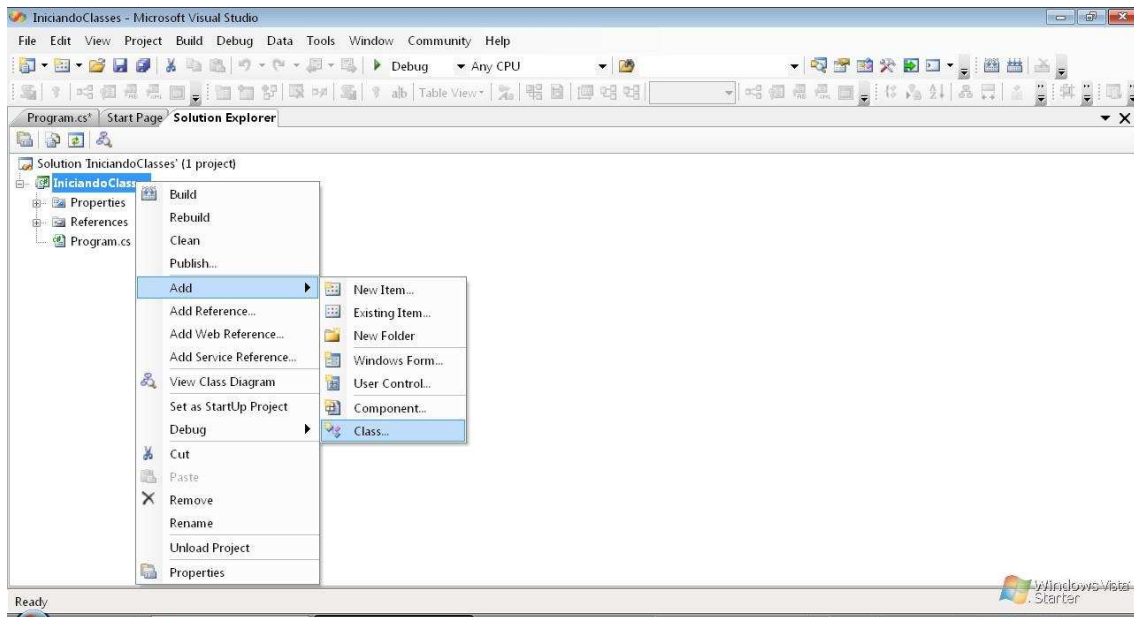 IniciandoClasses - Microsoft Visual Studio
File Edit View Project Build Debug Data Tools Window Community Help
Debug Any CPU
alb Table View
Program.cs* Start Page Solution Explorer
Solution 'IniciandoClasses' (1 project)
IniciandoClass
Properties
References
Program.cs
Build
Rebuild
Clean
Publish...
Add
Add Reference...
Add Web Reference...
Add Service Reference...
View Class Diagram
Set as StartUp Project
Debug
Cut
Paste
Remove
Rename
Unload Project
Properties
New Item...
Existing Item...
New Folder
Windows Form...
User Control...
Component...
Class...
Ready
Windows Vista
Starter